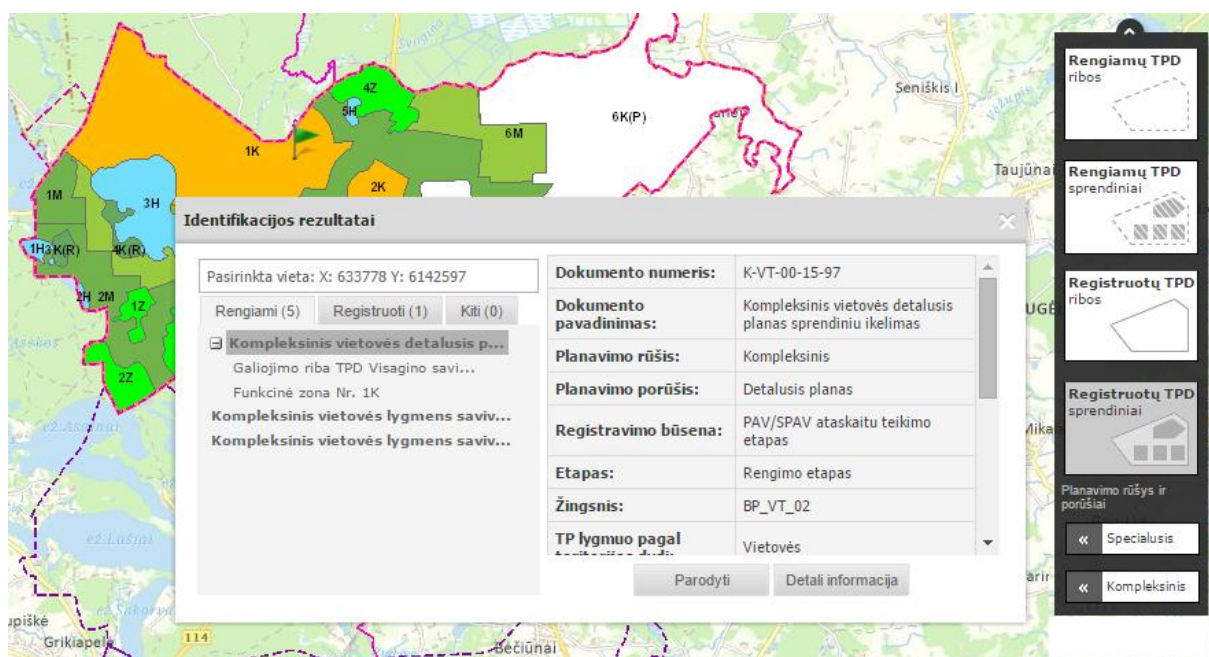 4Z
5H
6M
6K(P)
Seniškis I
1K
2K
1M
3H
1H
3K(R)
4K(R)
2H
2M
1Z
2Z
Taujūnai
Identifikacijos rezultatai
Pasirinkta vieta: X: 633778 Y: 6142597
Rengiami (5) Registruoti (1) Kiti (0)
Kompleksinis vietovės detalusis p...
Galiojimo riba TPD Visagino savi...
Funkcinė zona Nr. 1K
Kompleksinis vietovės lygmens saviv...
Kompleksinis vietovės lygmens saviv...
Dokumento numeris: K-VT-00-15-97
Dokumento
pavadinimas:
Kompleksinis vietovės detalusis
planas sprendiniu ikelimas
Planavimo rūšis: Kompleksinis
Planavimo porūšis: Detalusis planas
Registravimo būsena:
PAV/SPAV ataskaitu teikimo
etapas
Etapas: Rengimo etapas
Žingsnis: BP_VT_02
TP lygmuo pagal
Vietovės
Parodyti Detali informacija
Rengiamų TPD
ribos
Rengiamų TPD
sprendiniai
Registruotų TPD
ribos
Registruotų TPD
sprendiniai
Planavimo rūšys ir
porūšiai
« Specialusis
« Kompleksinis
ež.Lušiai
114
Bečiūnai